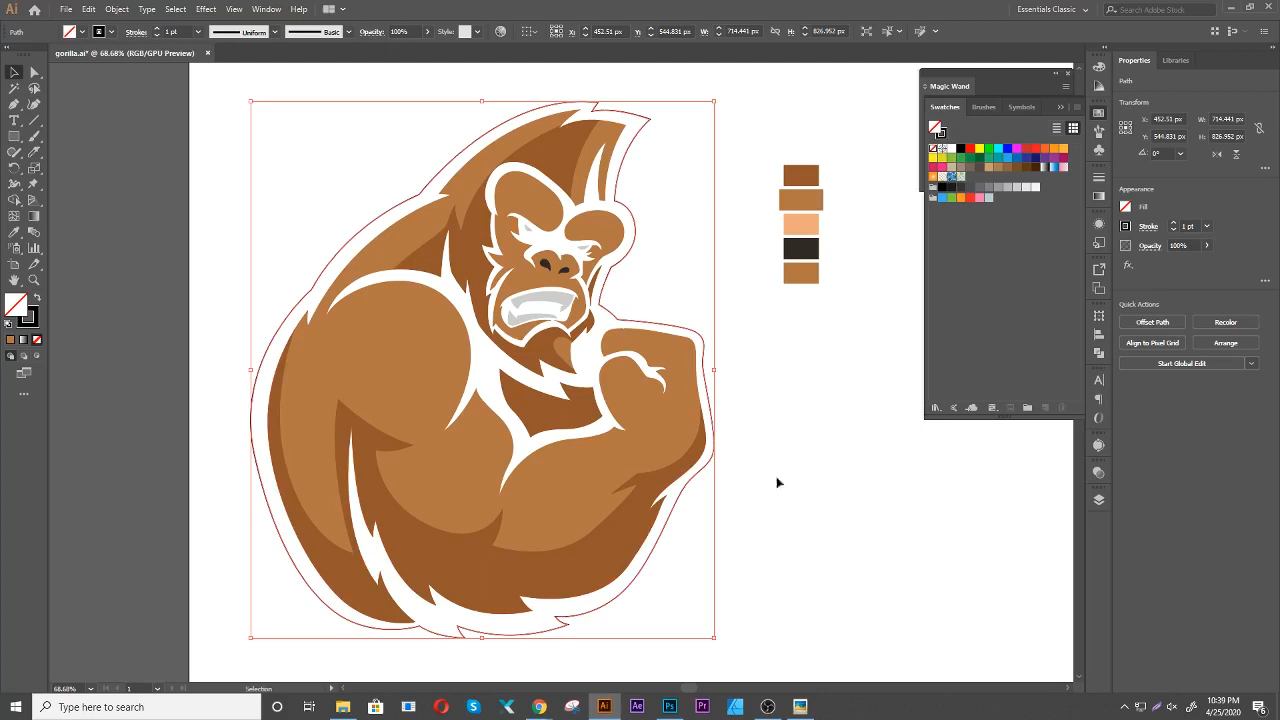 Ai File Edit Object Type Select Effect View Window Help Essentials Classic Search Adobe Stock
Path Stroke: 1 pt Uniform Basic Opacity: 100% Style: X: 452.51 px Y: 544.831 px W: 714.441 px H: 826.952 px
gorilla.ai* @ 68.68% (RGB/GPU Preview)
Magic Wand
Swatches Brushes Symbols
Properties Libraries
Path
Transform
X: 452.51 px W: 714.441 px
Y: 544.831 px H: 826.952 px
0°
Appearance
Fill
Stroke 1 pt
Opacity 100%
fx.
Quick Actions
Offset Path Recolor
Align to Pixel Grid Arrange
Start Global Edit
68.68% 1 Selection
Type here to search
Ai Ae Ps Pr
10:39 PM
4/25/2020